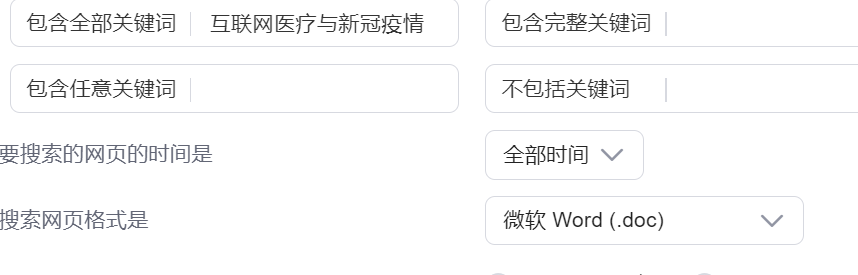 包含全部关键词 互联网医疗与新冠疫情 包含完整关键词
包含任意关键词 不包括关键词
要搜索的网页的时间是 全部时间
搜索网页格式是 微软 Word (.doc)